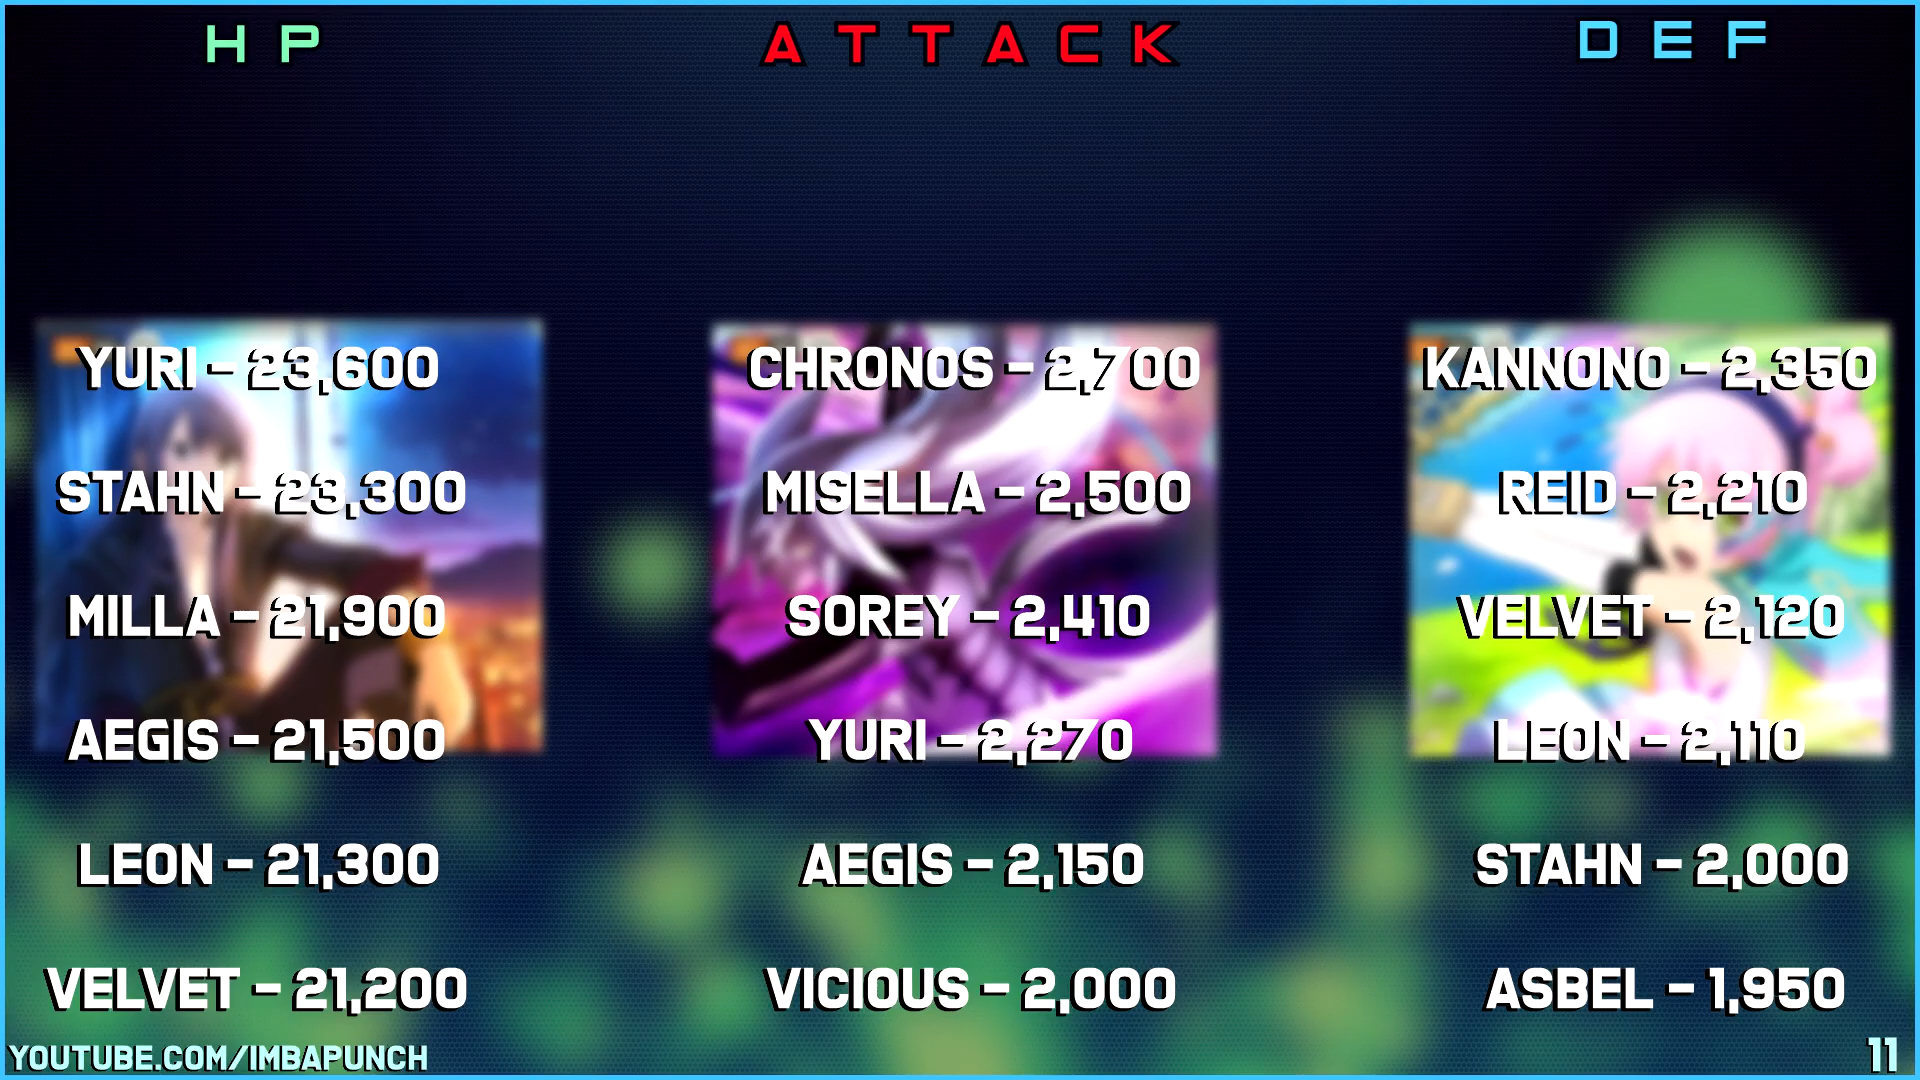 HP
ATTACK
DEF
YURI - 23,600
CHRONOS - 2,700
KANNONO - 2,350
STAHN - 23,300
MISELLA - 2,500
REID - 2,210
MILLA - 21,900
SOREY - 2,410
VELVET - 2,120
AEGIS - 21,500
YURI - 2,270
LEON - 2,110
LEON - 21,300
AEGIS - 2,150
STAHN - 2,000
VELVET - 21,200
VICIOUS - 2,000
ASBEL - 1,950
YOUTUBE.COM/IMBAPUNCH
11